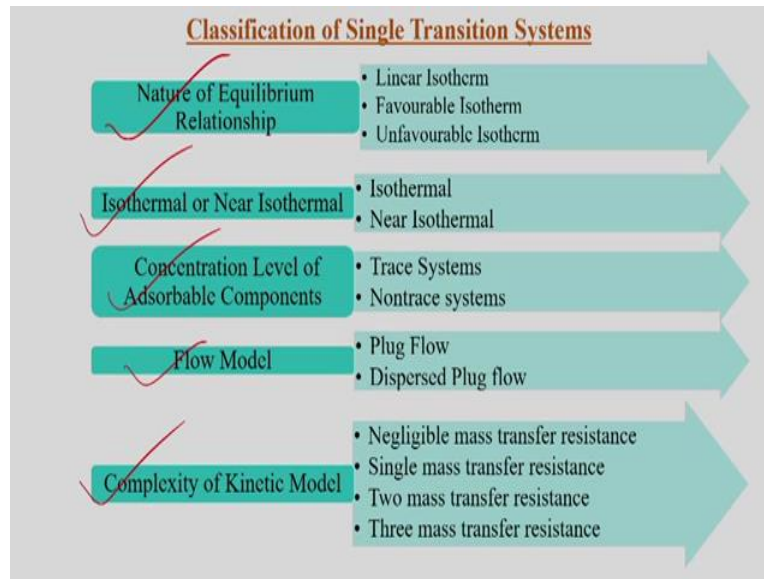 Classification of Single Transition Systems
Nature of Equilibrium
Relationship
• Linear Isotherm
• Favourable Isotherm
• Unfavourable Isotherm
Isothermal or Near Isothermal
• Isothermal
• Near Isothermal
Concentration Level of
Adsorbable Components
• Trace Systems
• Nontrace systems
Flow Model
• Plug Flow
• Dispersed Plug flow
Complexity of Kinetic Model
• Negligible mass transfer resistance
• Single mass transfer resistance
• Two mass transfer resistance
• Three mass transfer resistance